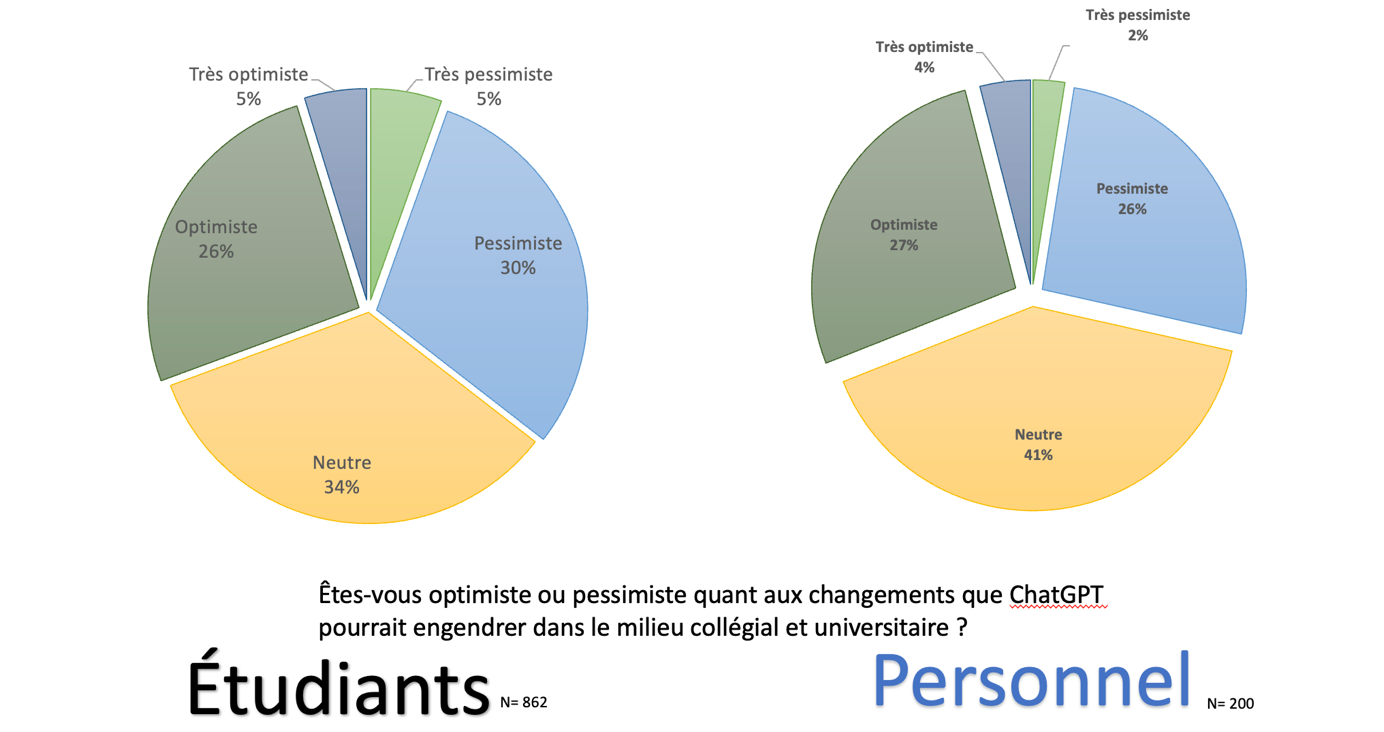 Très optimiste
5%
Très pessimiste
5%
Optimiste
26%
Pessimiste
30%
Neutre
34%
Très pessimiste
2%
Très optimiste
4%
Pessimiste
26%
Optimiste
27%
Neutre
41%
Êtes-vous optimiste ou pessimiste quant aux changements que ChatGPT
pourrait engendrer dans le milieu collégial et universitaire ?
Étudiants N= 862
Personnel N= 200